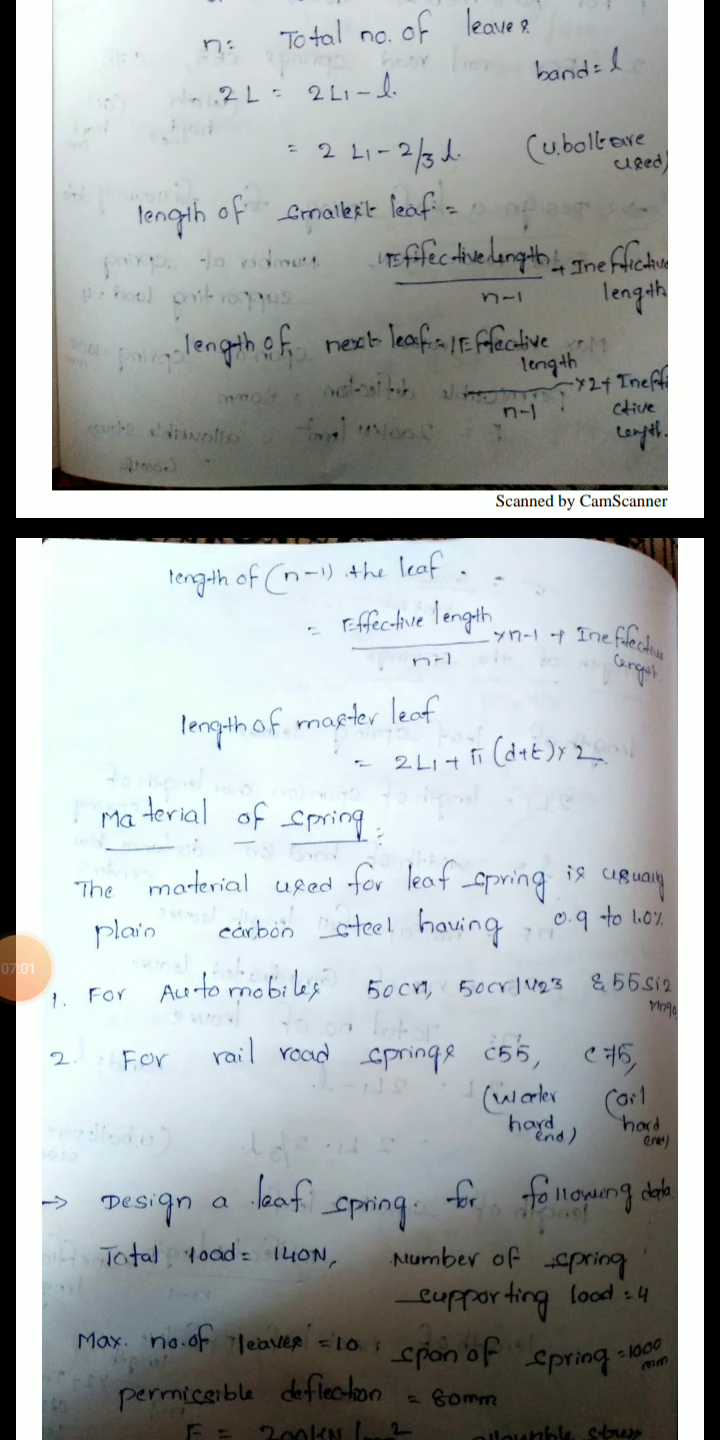 n= Total no. of leaves
band = l
2L = 2L1 - l.
= 2L1 - 2/3 l. (U.bolt are used)
length of smallest leaf =
Effective length / n-1 + Ineffictive length
length of next leaf = Effective length / n-1 ×2+ Ineffective length.
Scanned by CamScanner
length of (n-1) the leaf
= Effective length / n-1 ×n-1 + Ineffective length
length of master leaf
= 2L1 + π (d+t)×2
Material of spring:
The material used for leaf spring is usually
plain carbon steel having 0.9 to 1.0%
07:01
1. For Automobiles 50cr1, 50cr1V23 & 55Si2
2. For rail road springs C55, C75,
(water hard end) (oil hard end)
→ Design a leaf spring for following data
Total load = 140N, Number of spring
supporting load = 4
Max. no.of leaves = 10, span of spring = 1000 mm
permissible deflection = 80mm
E = 200kN/mm2 allowable stress